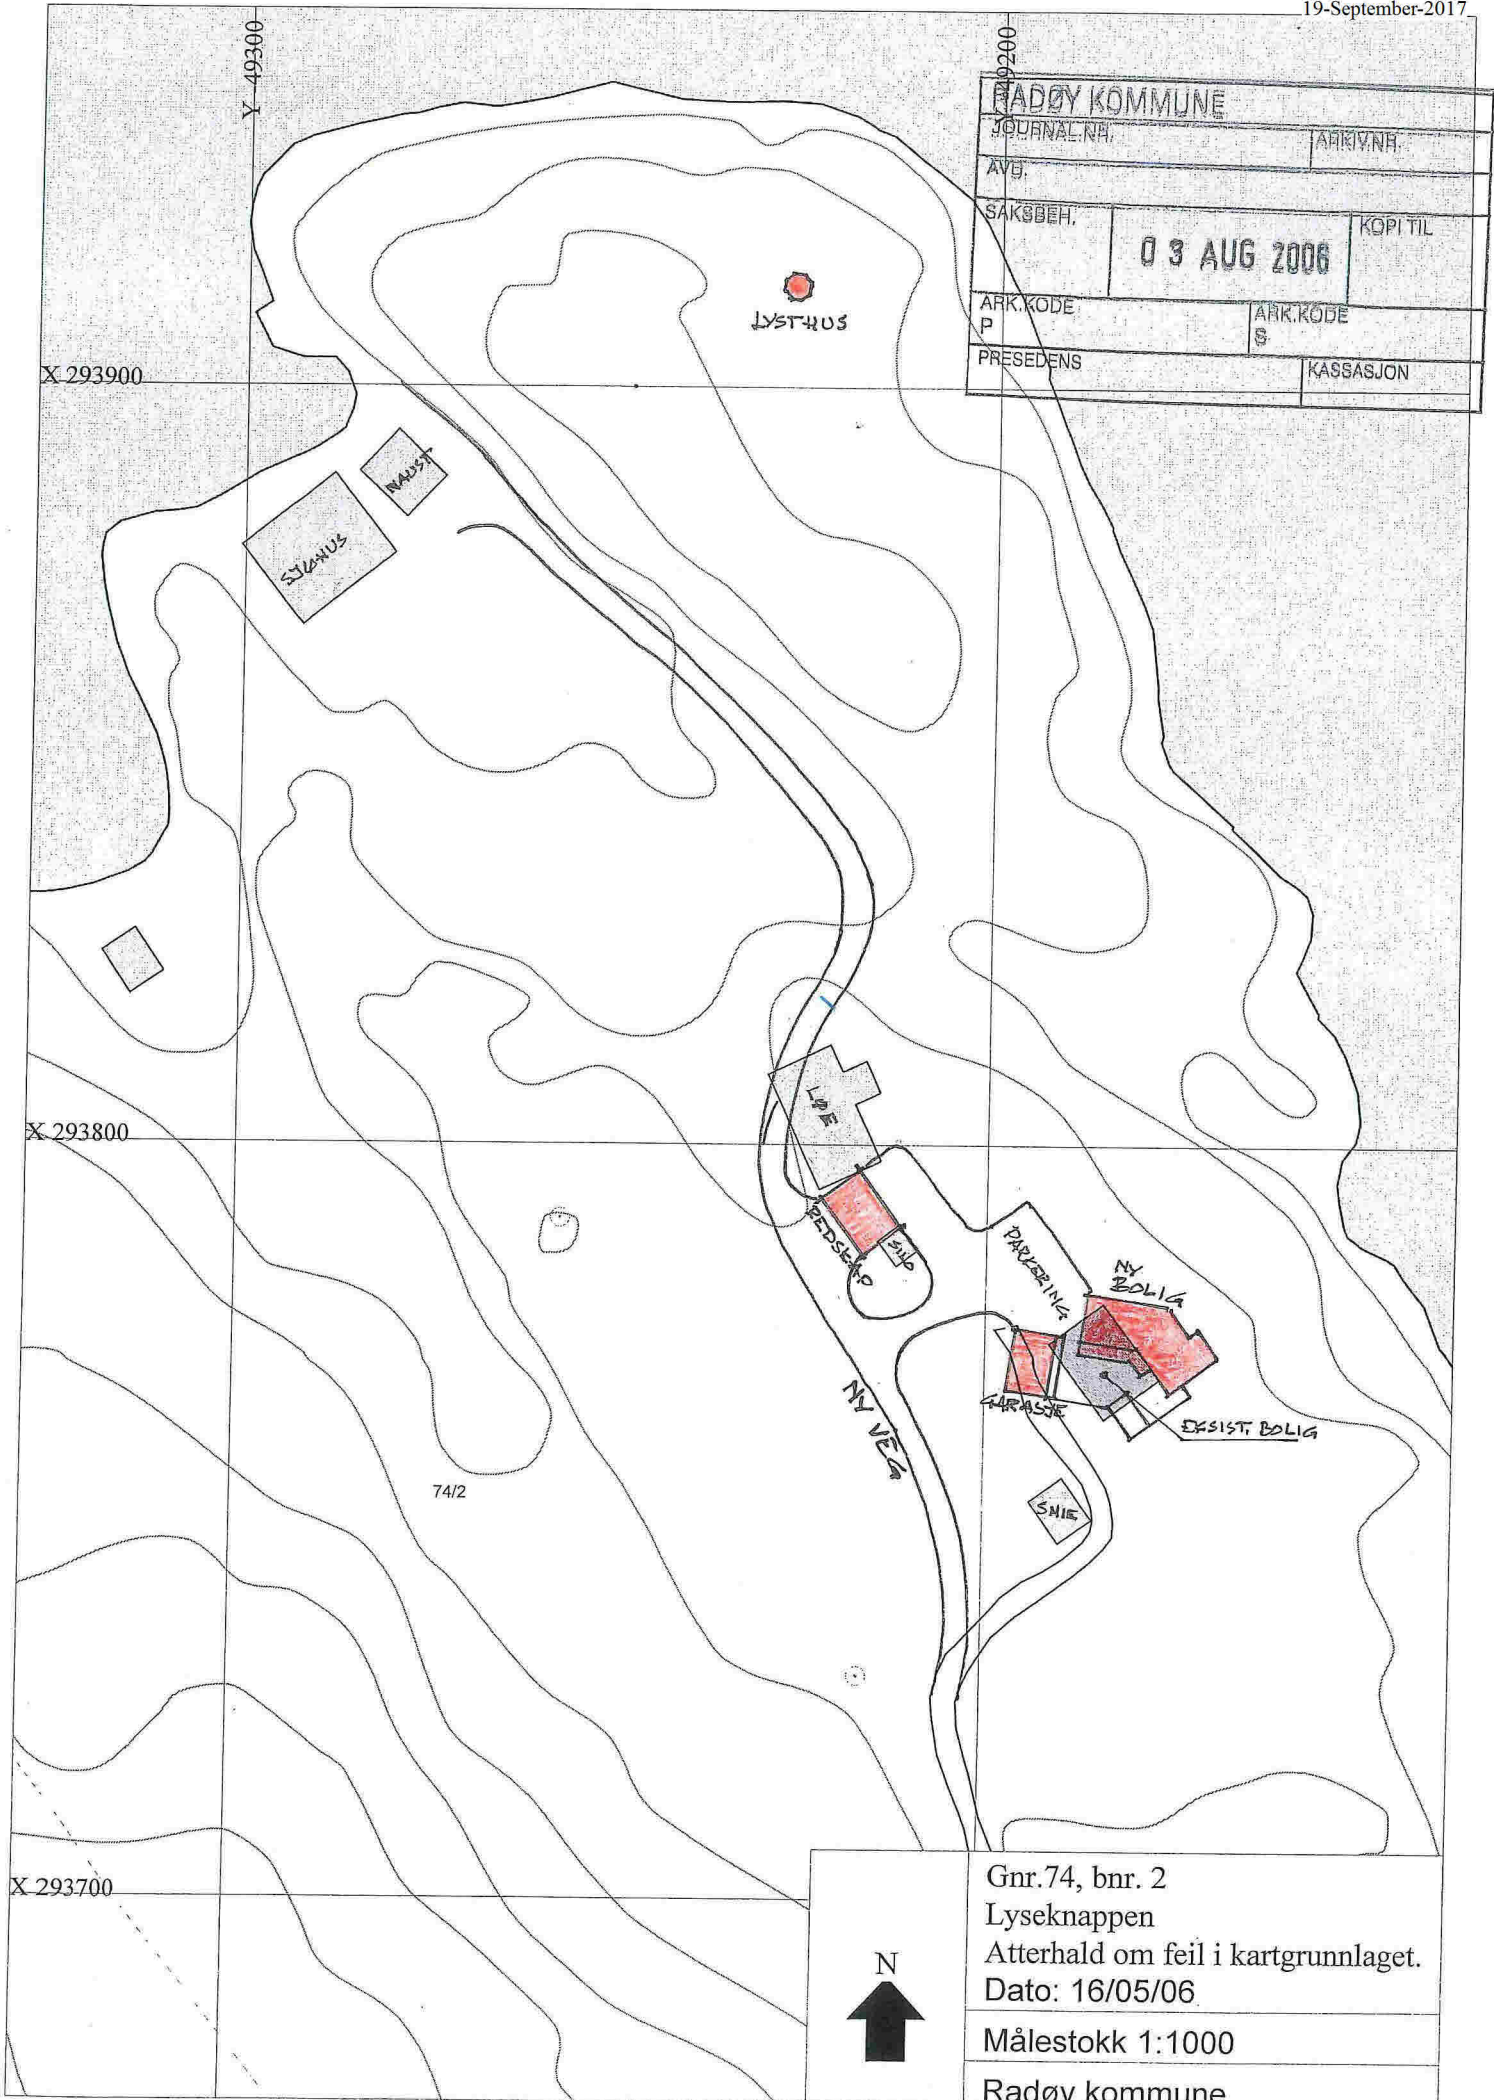 19-September-2017
Y -49300
Y -49200
RADØY KOMMUNE
JOURNAL.NR.
ARKIV.NR.
AVD.
SAKSBEH.
03 AUG 2006
KOPI TIL
ARK.KODE
P
ARK.KODE
S
PRESEDENS
KASSASJON
LYSTHUS
X 293900
NAUST
SJØHUS
LØE
X 293800
REDSKAP
SILO
PARKERING
NY
BOLIG
GARASJE
EKSIST. BOLIG
NY VEG
SMIE
74/2
X 293700
N
Gnr.74, bnr. 2
Lyseknappen
Atterhald om feil i kartgrunnlaget.
Dato: 16/05/06
Målestokk 1:1000
Radøy kommune